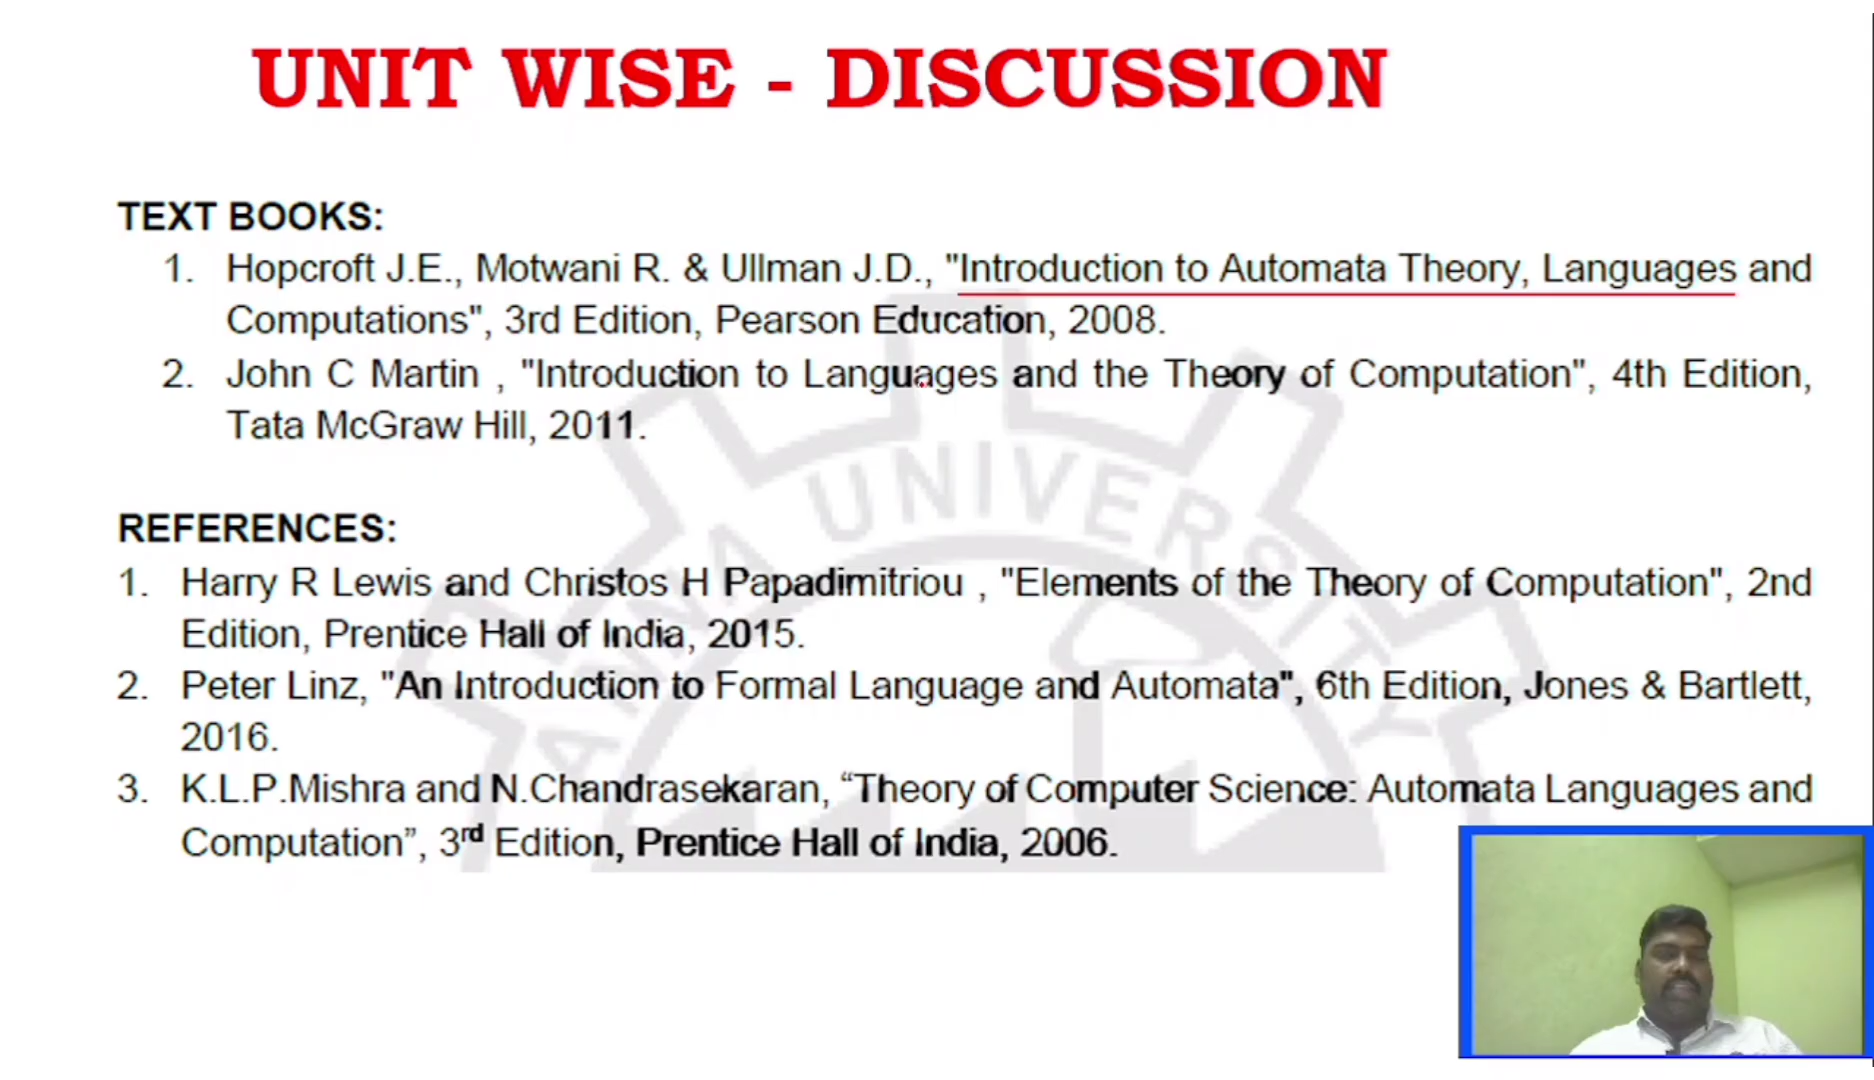 UNIT WISE - DISCUSSION
TEXT BOOKS:
1. Hopcroft J.E., Motwani R. & Ullman J.D., "Introduction to Automata Theory, Languages and
Computations", 3rd Edition, Pearson Education, 2008.
2. John C Martin , "Introduction to Languages and the Theory of Computation", 4th Edition,
Tata McGraw Hill, 2011.
REFERENCES:
1. Harry R Lewis and Christos H Papadimitriou , "Elements of the Theory of Computation", 2nd
Edition, Prentice Hall of India, 2015.
2. Peter Linz, "An Introduction to Formal Language and Automata", 6th Edition, Jones & Bartlett,
2016.
3. K.L.P.Mishra and N.Chandrasekaran, “Theory of Computer Science: Automata Languages and
Computation”, 3rd Edition, Prentice Hall of India, 2006.
ANNA UNIVERSITY